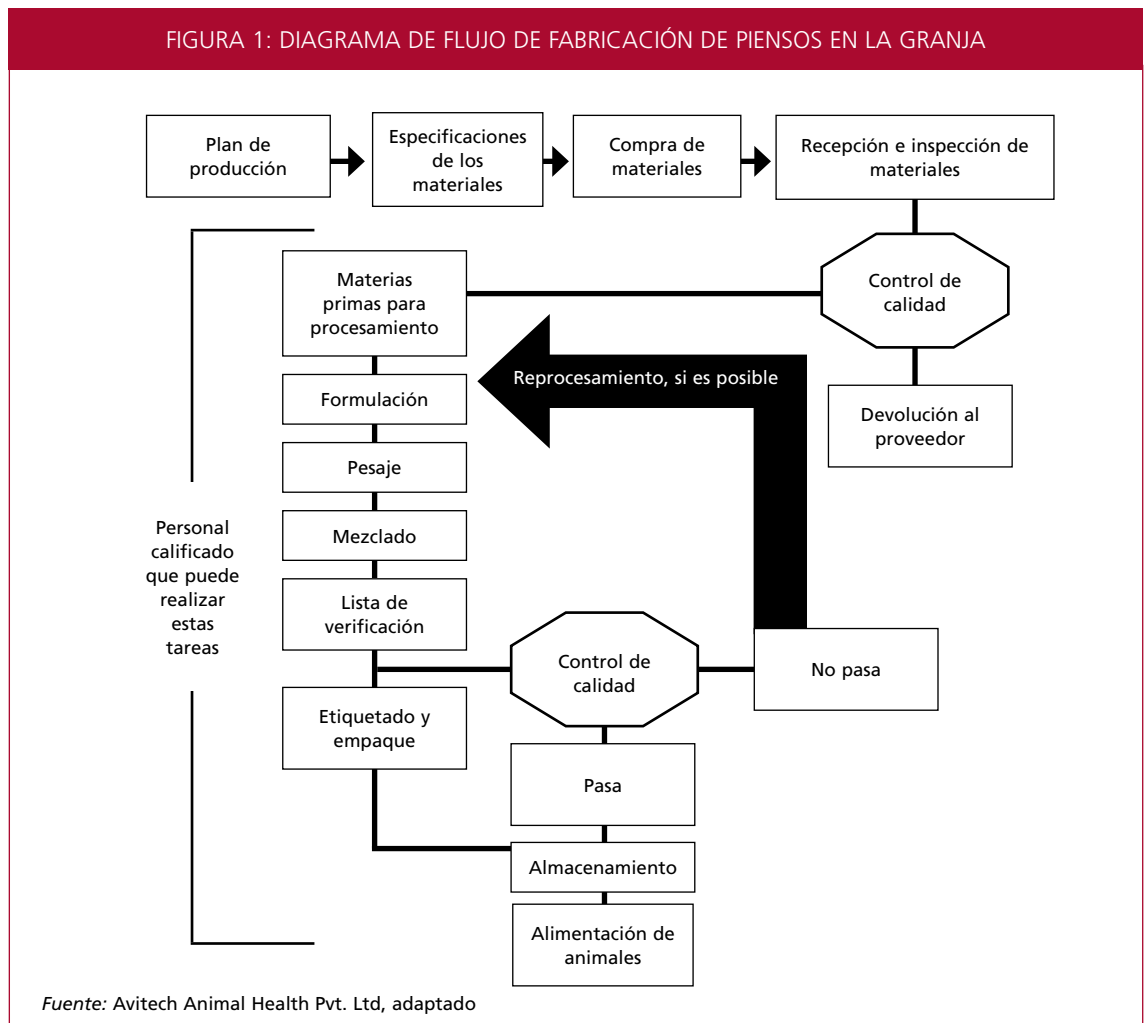 FIGURA 1: DIAGRAMA DE FLUJO DE FABRICACIÓN DE PIENSOS EN LA GRANJA
Plan de
producción
Especificaciones
de los
materiales
Compra de
materiales
Recepción e inspección de
materiales
Control de
calidad
Devolución al
proveedor
Materias
primas para
procesamiento
Reprocesamiento, si es posible
Formulación
Pesaje
Mezclado
Lista de
verificación
Personal
calificado
que puede
realizar
estas
tareas
Control de
calidad
No pasa
Etiquetado y
empaque
Pasa
Almacenamiento
Alimentación de
animales
Fuente: Avitech Animal Health Pvt. Ltd, adaptado